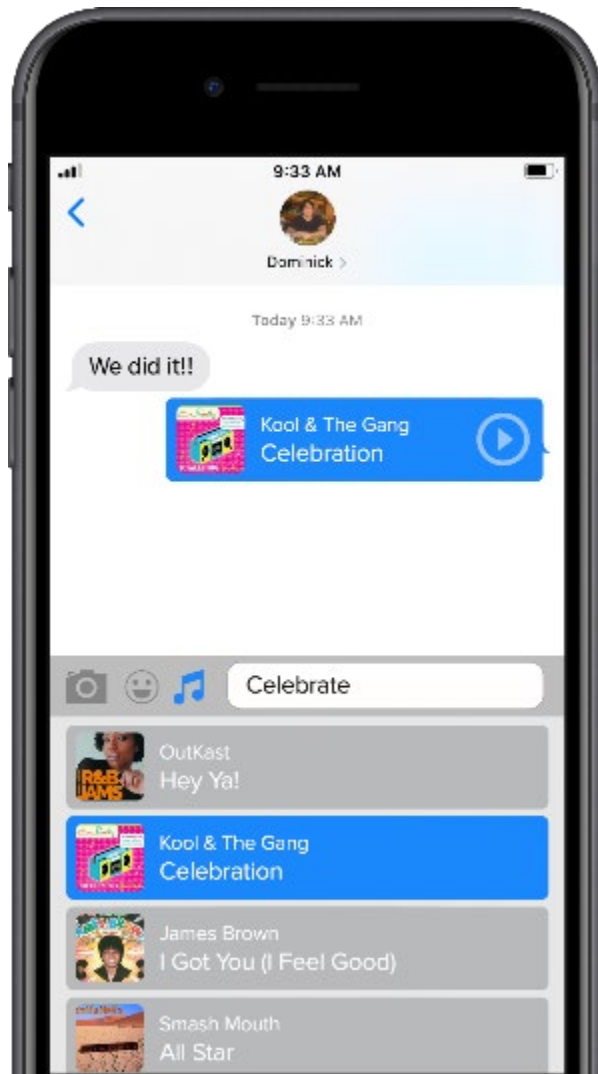 9:33 AM
Dominick >
Today 9:33 AM
We did it!!
Kool & The Gang
Celebration
Celebrate
OutKast
Hey Ya!
Kool & The Gang
Celebration
R&B
JAMS
James Brown
I Got You (I Feel Good)
Smash Mouth
All Star